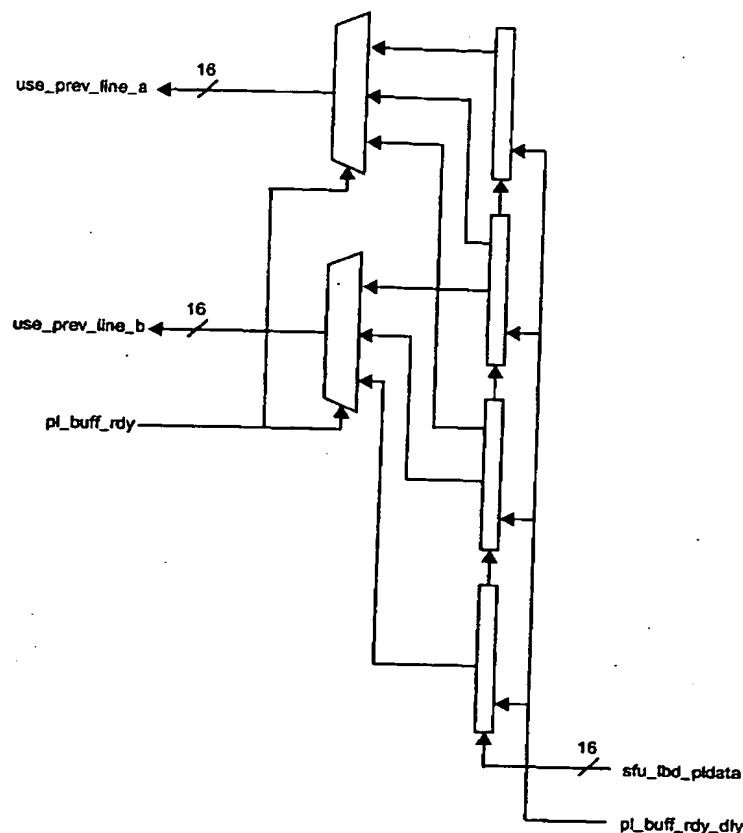 16
use_prev_line_a
16
use_prev_line_b
pl_buff_rdy
16
sfu_lbd_pldata
pl_buff_rdy_dly